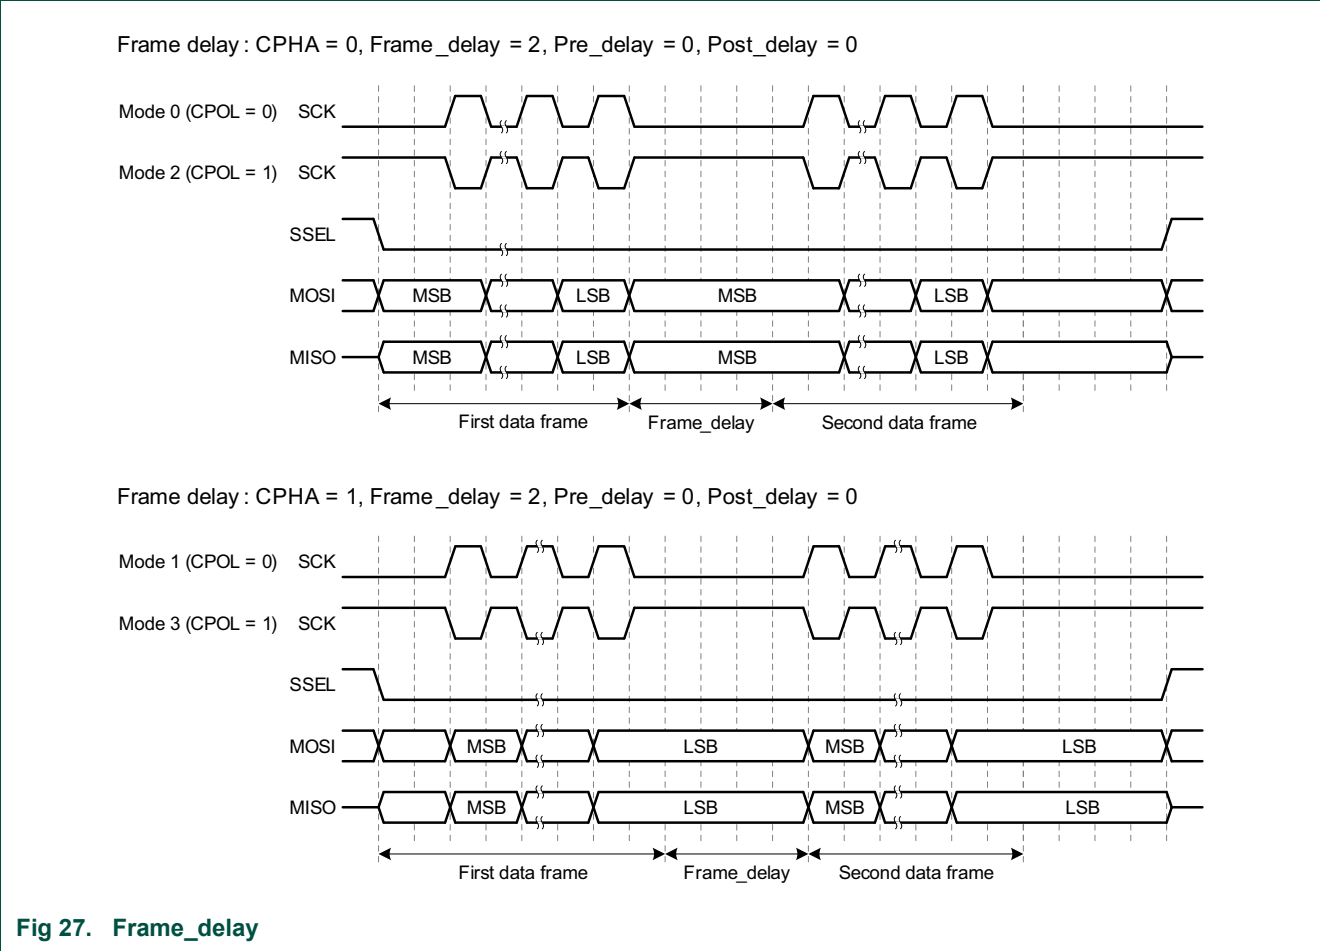 Frame delay : CPHA = 0, Frame_delay = 2, Pre_delay = 0, Post_delay = 0
Mode 0 (CPOL = 0) SCK
Mode 2 (CPOL = 1) SCK
SSEL
MOSI MSB LSB MSB LSB
MISO MSB LSB MSB LSB
First data frame Frame_delay Second data frame
Frame delay : CPHA = 1, Frame_delay = 2, Pre_delay = 0, Post_delay = 0
Mode 1 (CPOL = 0) SCK
Mode 3 (CPOL = 1) SCK
SSEL
MOSI MSB LSB MSB LSB
MISO MSB LSB MSB LSB
First data frame Frame_delay Second data frame
Fig 27. Frame_delay